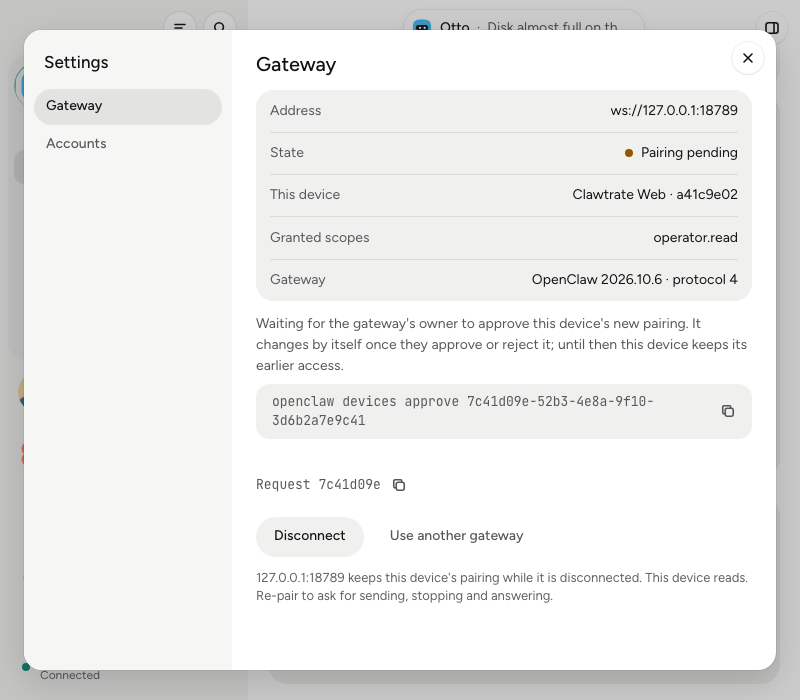 Otto · Disk almost full on th
Settings
Gateway
Accounts
Gateway
Address ws://127.0.0.1:18789
State Pairing pending
This device Clawtrate Web · a41c9e02
Granted scopes operator.read
Gateway OpenClaw 2026.10.6 · protocol 4
Waiting for the gateway's owner to approve this device's new pairing. It
changes by itself once they approve or reject it; until then this device keeps its
earlier access.
openclaw devices approve 7c41d09e-52b3-4e8a-9f10-
3d6b2a7e9c41
Request 7c41d09e
Disconnect Use another gateway
127.0.0.1:18789 keeps this device's pairing while it is disconnected. This device reads.
Re-pair to ask for sending, stopping and answering.
Connected